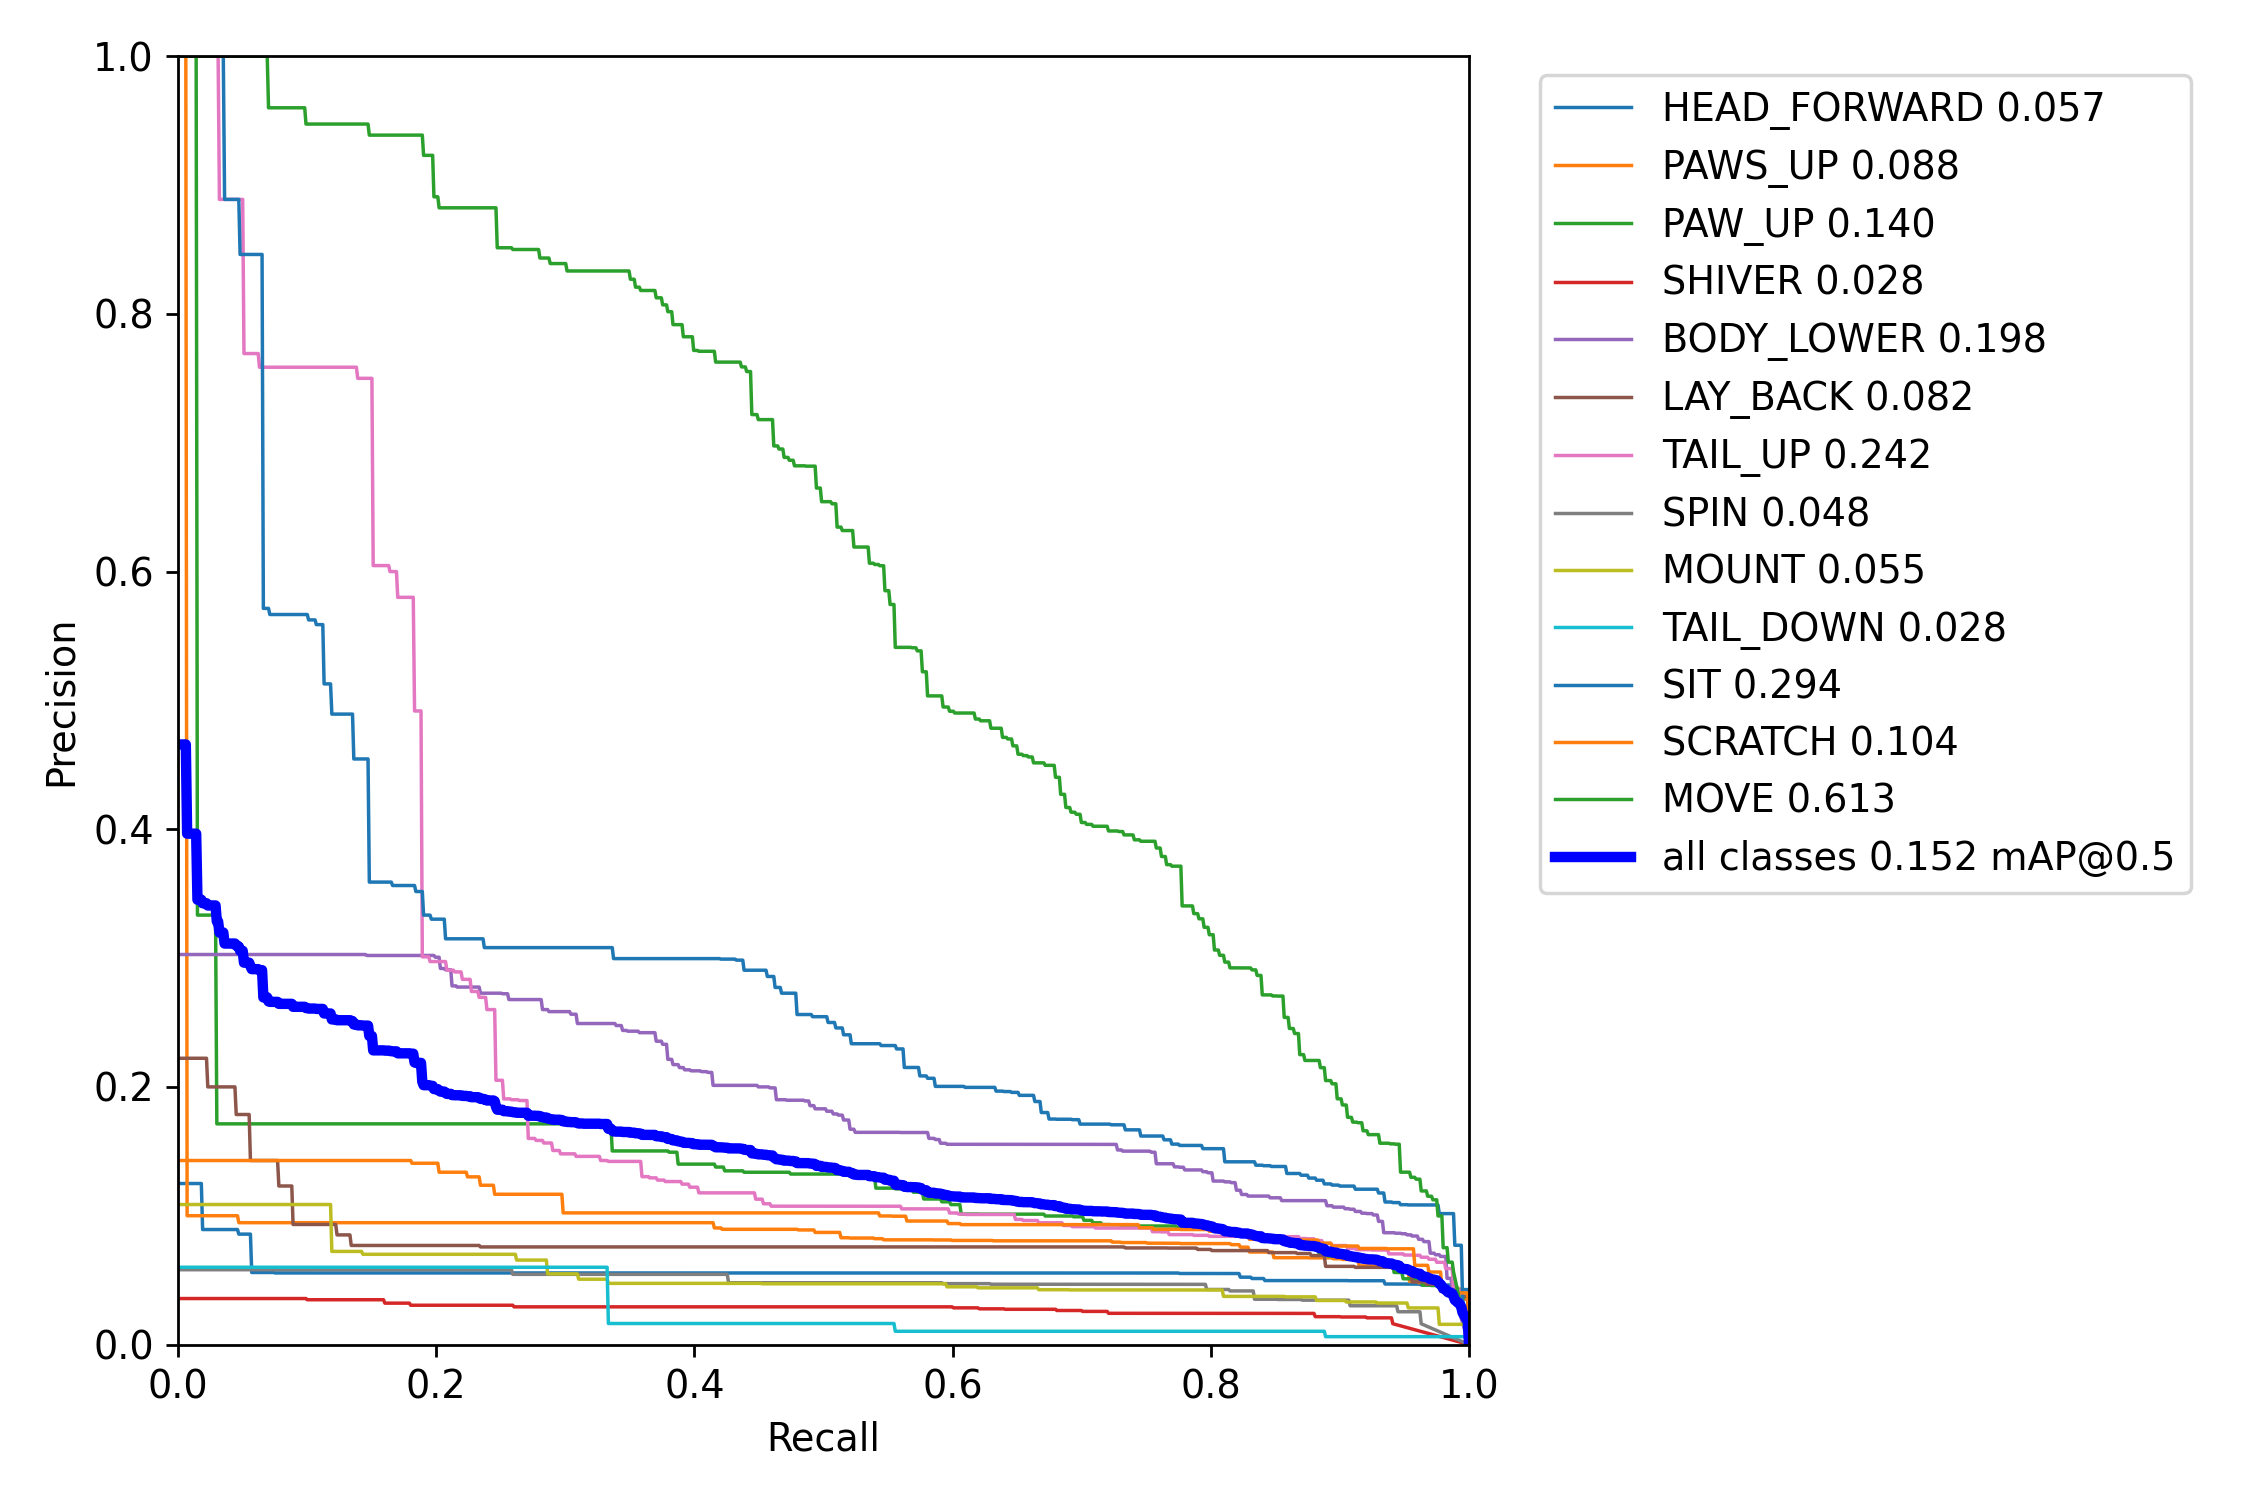 1.0
0.8
0.6
0.4
0.2
0.0
Precision
0.0 0.2 0.4 0.6 0.8 1.0
Recall
HEAD_FORWARD 0.057
PAWS_UP 0.088
PAW_UP 0.140
SHIVER 0.028
BODY_LOWER 0.198
LAY_BACK 0.082
TAIL_UP 0.242
SPIN 0.048
MOUNT 0.055
TAIL_DOWN 0.028
SIT 0.294
SCRATCH 0.104
MOVE 0.613
all classes 0.152 mAP@0.5